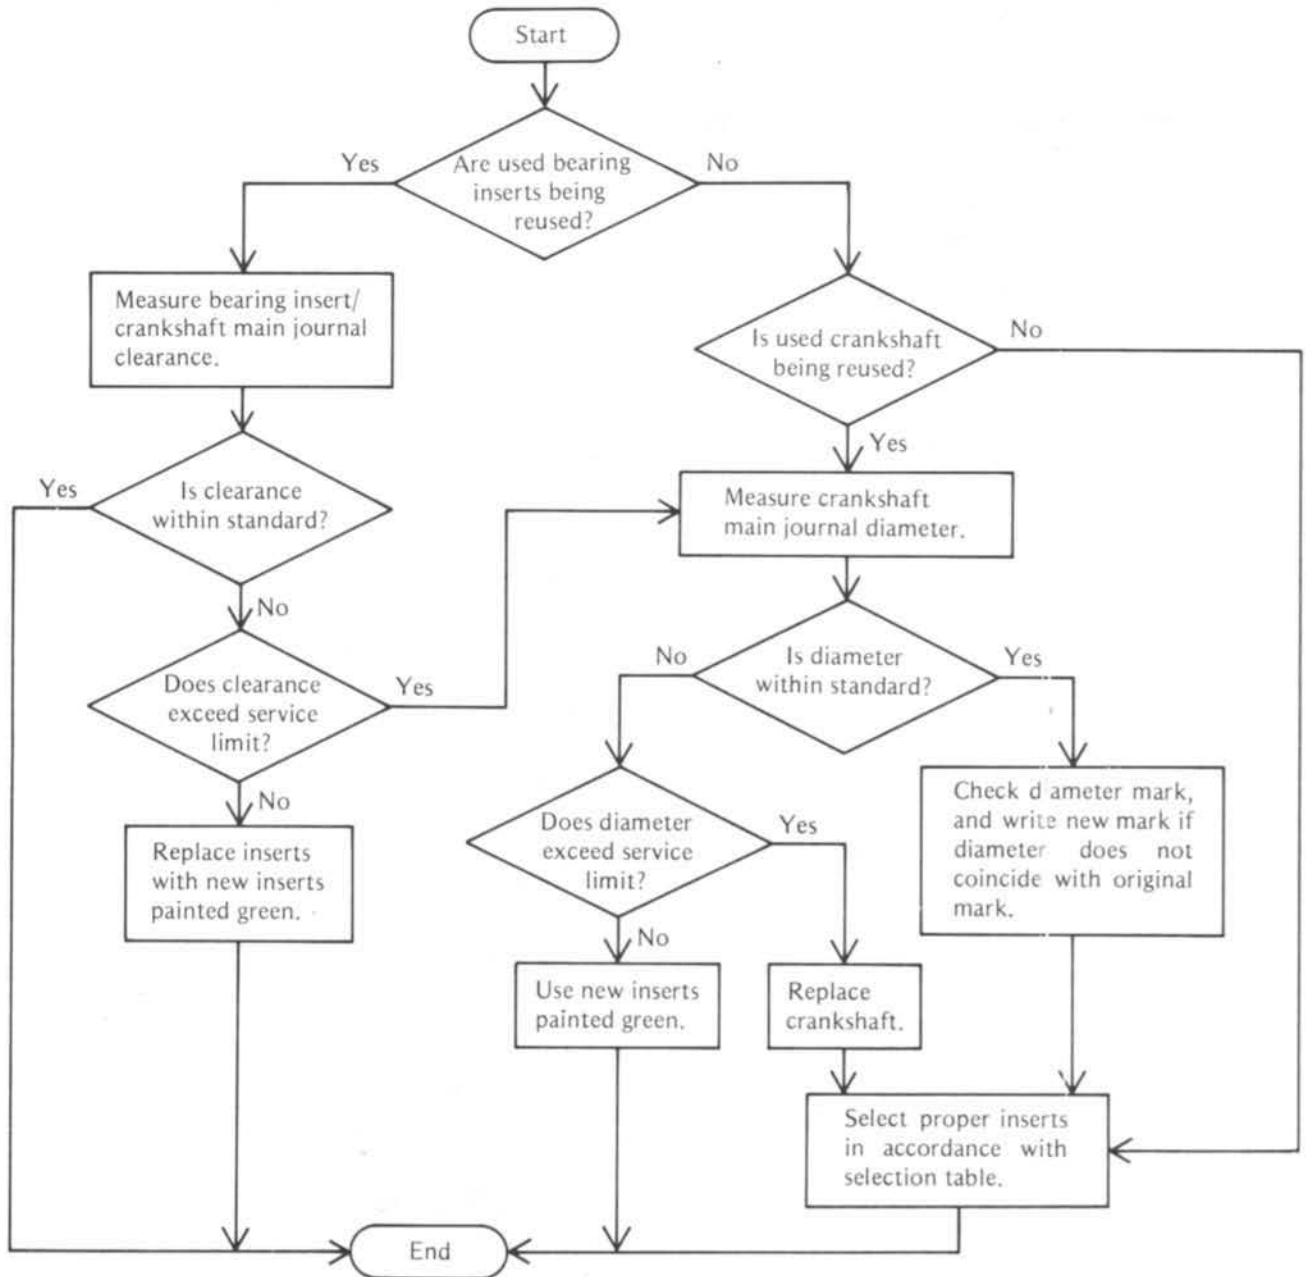 Start
Are used bearing
inserts being
reused?
Yes
No
Measure bearing insert/
crankshaft main journal
clearance.
Is used crankshaft
being reused?
No
Yes
Is clearance
within standard?
Yes
No
Measure crankshaft
main journal diameter.
Does clearance
exceed service
limit?
Yes
No
Is diameter
within standard?
No
Yes
Replace inserts
with new inserts
painted green.
Does diameter
exceed service
limit?
Yes
No
Check d ameter mark,
and write new mark if
diameter does not
coincide with original
mark.
Use new inserts
painted green.
Replace
crankshaft.
Select proper inserts
in accordance with
selection table.
End